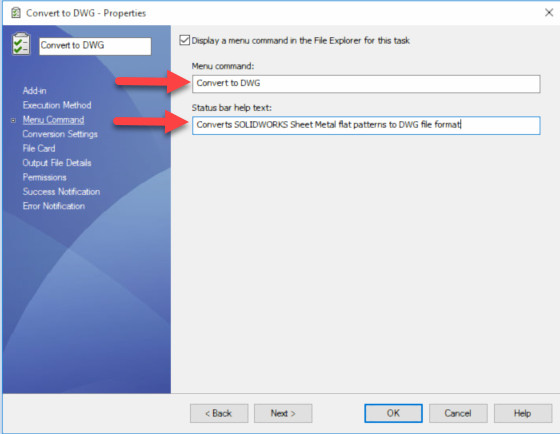 Convert to DWG - Properties
Convert to DWG
Add-in
Execution Method
Menu Command
Conversion Settings
File Card
Output File Details
Permissions
Success Notification
Error Notification
Display a menu command in the File Explorer for this task
Menu command:
Convert to DWG
Status bar help text:
Converts SOLIDWORKS Sheet Metal flat patterns to DWG file format
< Back Next > OK Cancel Help